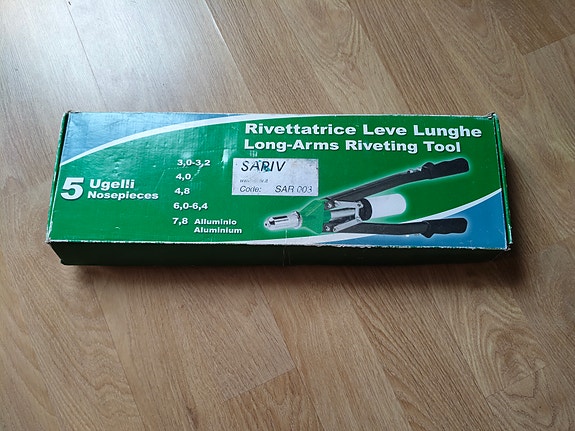 Rivettatrice Leve Lunghe
Long-Arms Riveting Tool
5 Ugelli
Nosepieces
3,0-3,2
4,0
4,8
6,0-6,4
7,8 Alluminio
Aluminium
SARIV
Code: SAR 003